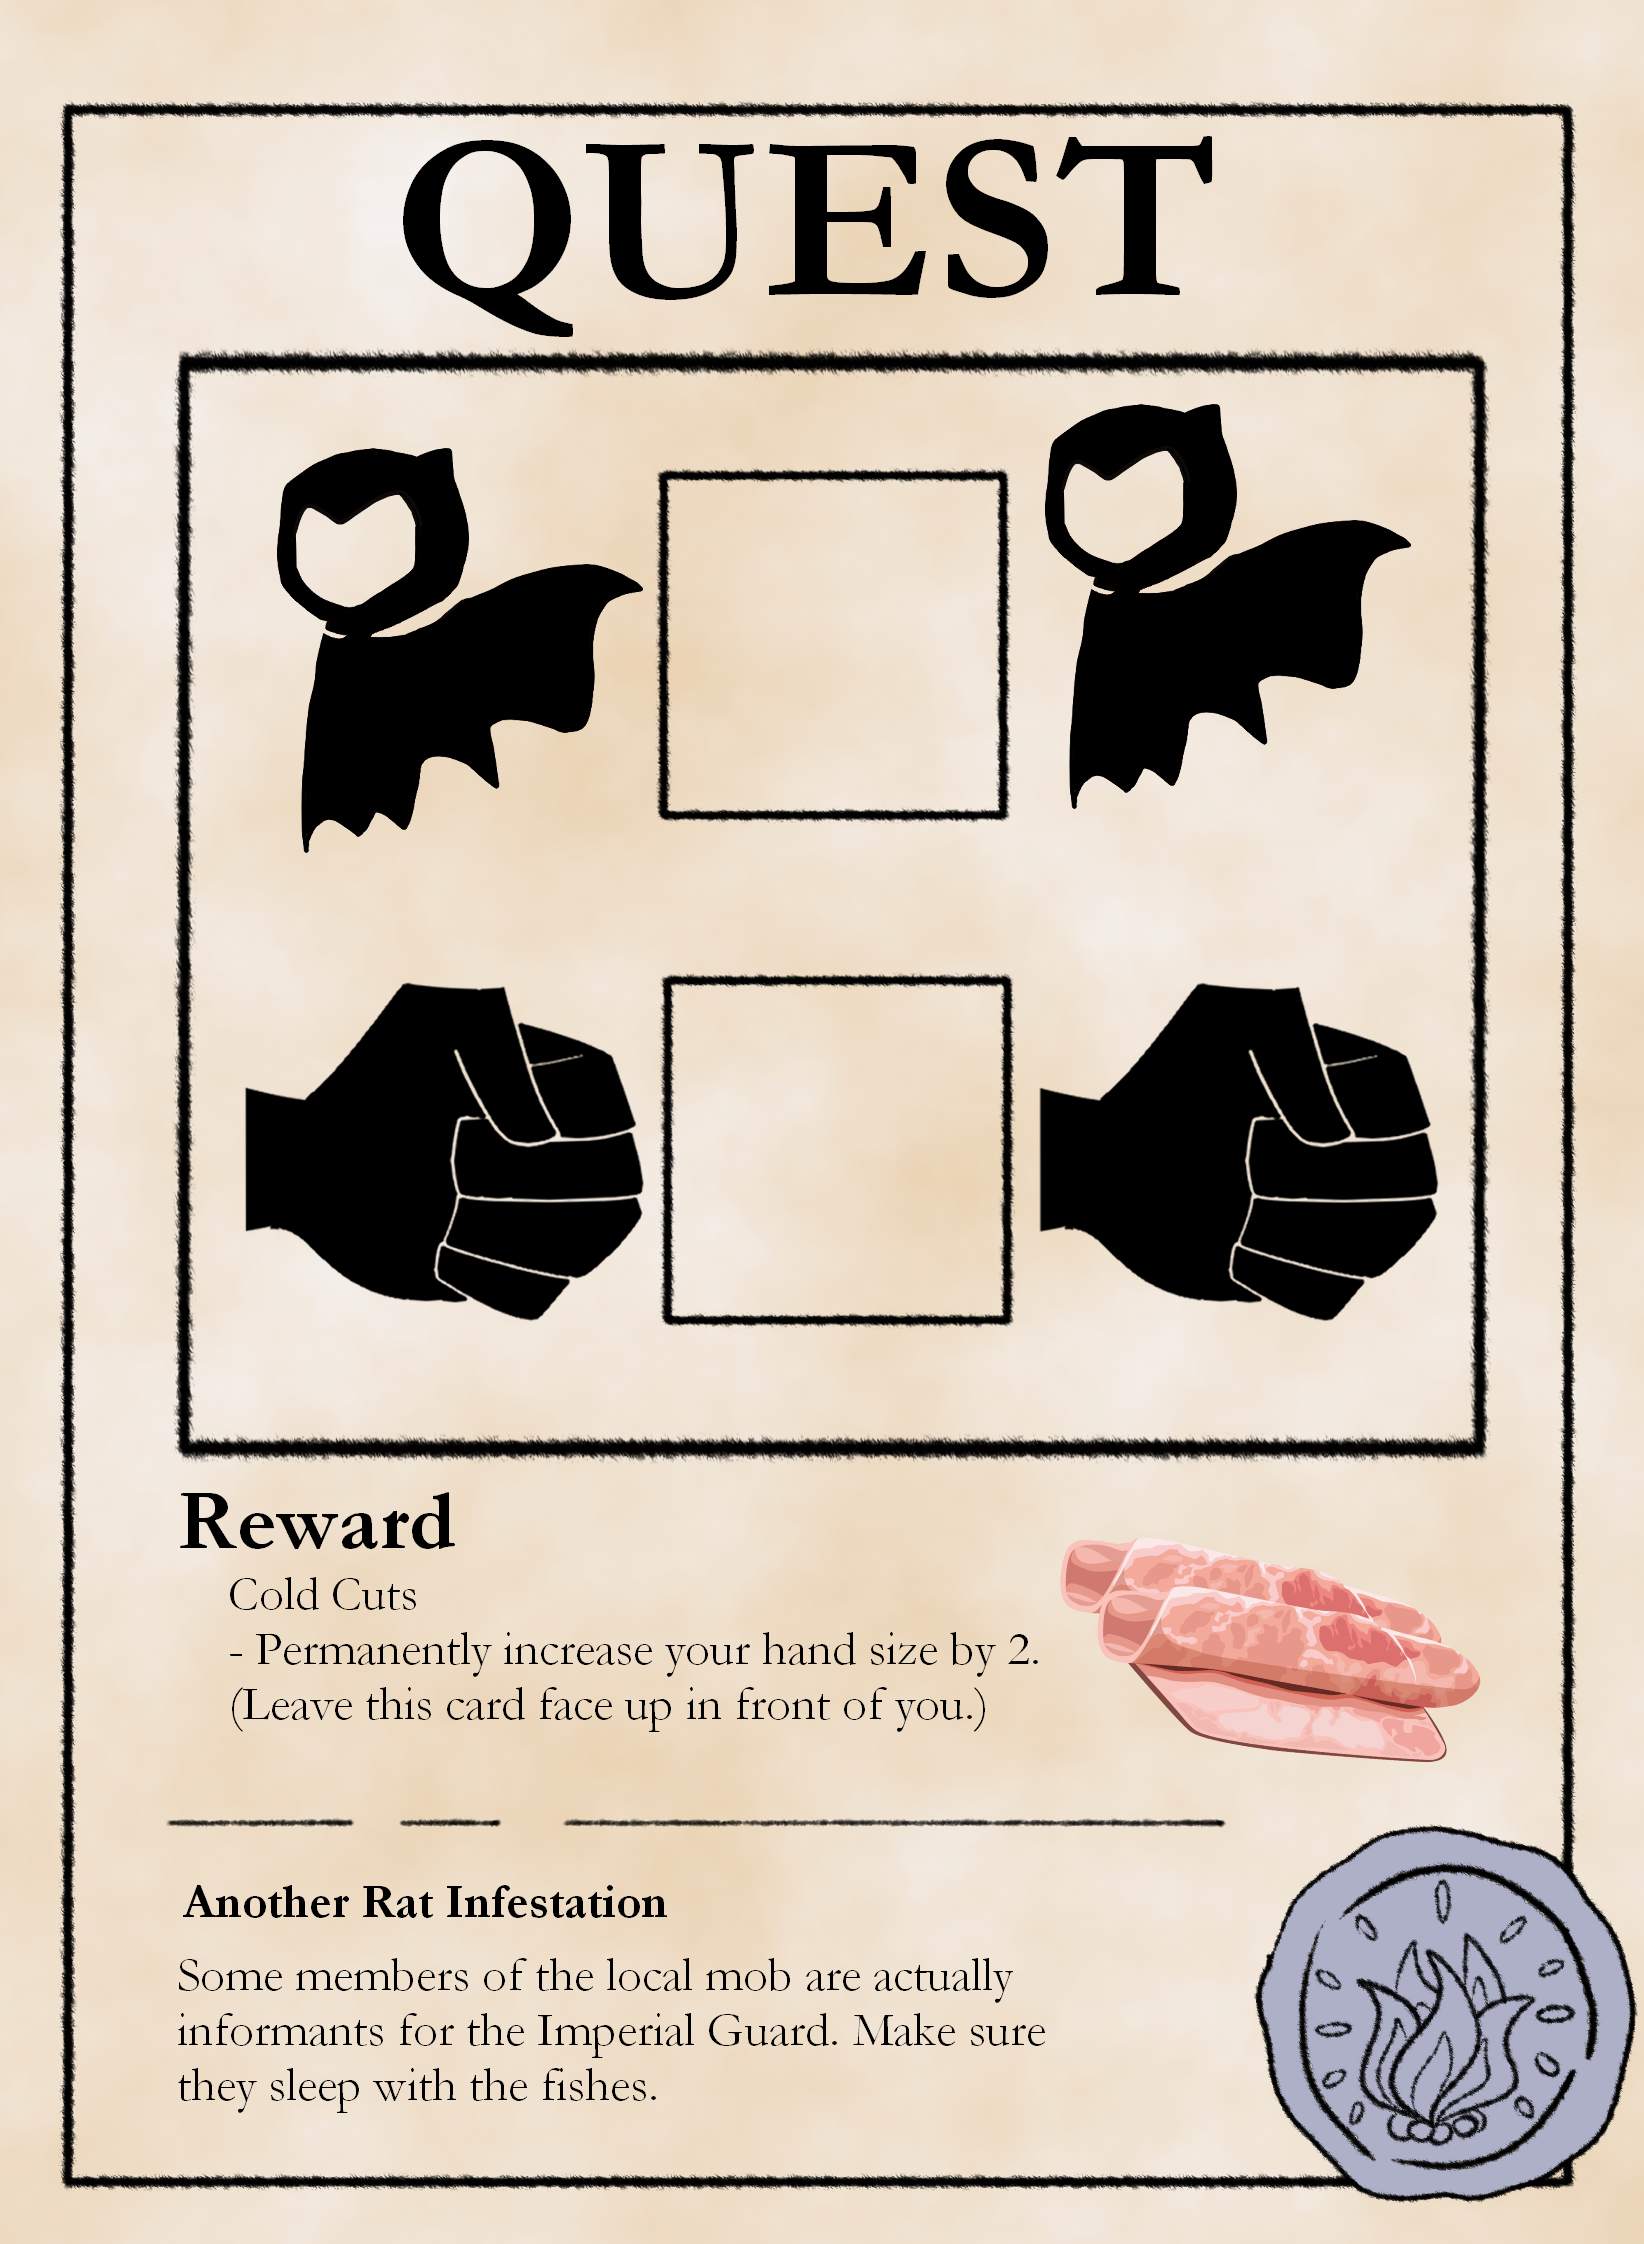 QUEST
Reward
Cold Cuts
- Permanently increase your hand size by 2.
(Leave this card face up in front of you.)
Another Rat Infestation
Some members of the local mob are actually
informants for the Imperial Guard. Make sure
they sleep with the fishes.